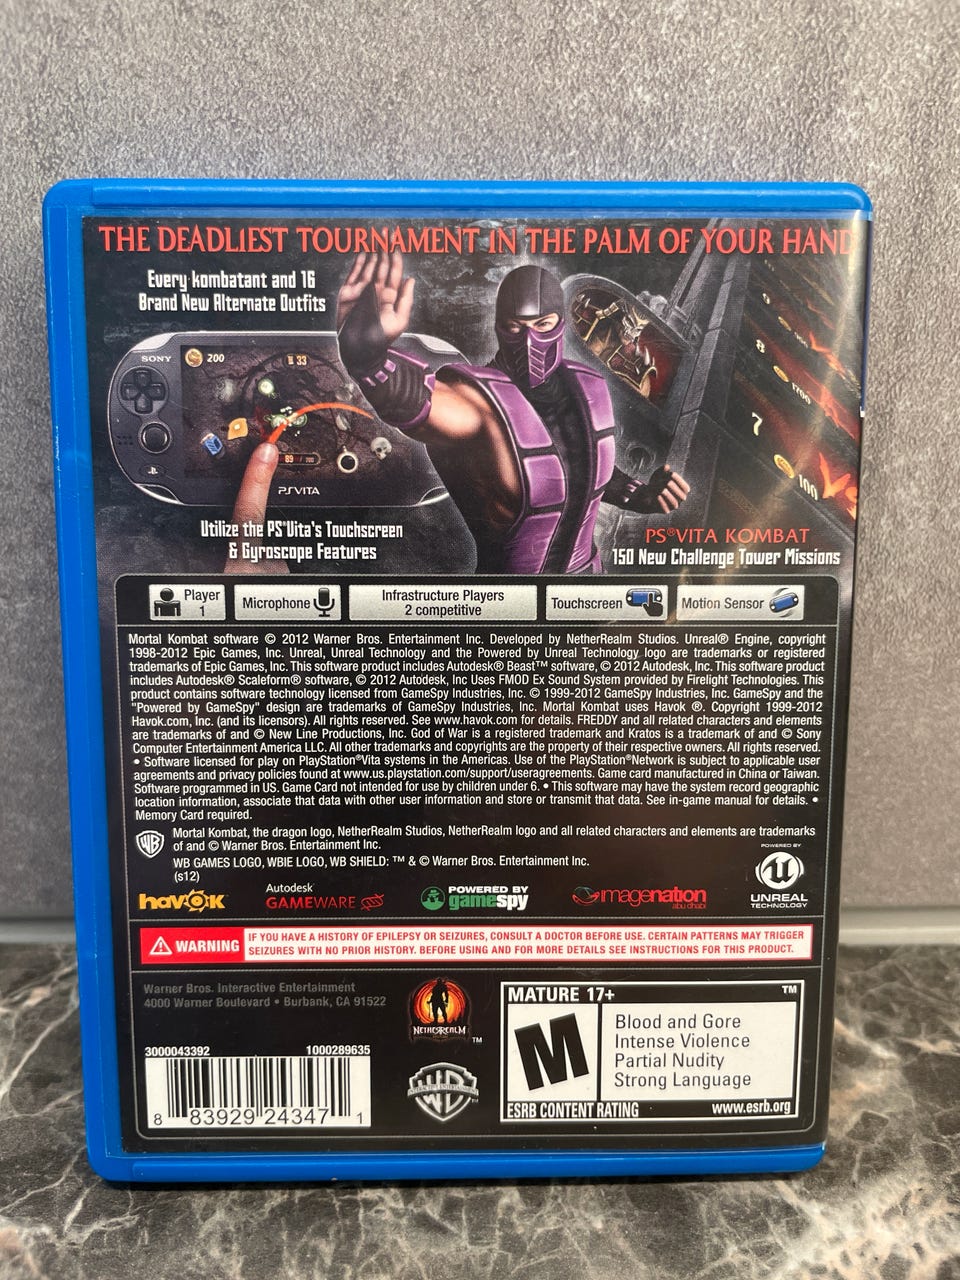 THE DEADLIEST TOURNAMENT IN THE PALM OF YOUR HAND
Every kombatant and 16
Brand New Alternate Outfits
SONY
200
33
89 / 700
PSVITA
8
1700
7
100
Utilize the PS®Vita's Touchscreen
& Gyroscope Features
PS®VITA KOMBAT
150 New Challenge Tower Missions
Player
1
Microphone
Infrastructure Players
2 competitive
Touchscreen
Motion Sensor
Mortal Kombat software © 2012 Warner Bros. Entertainment Inc. Developed by NetherRealm Studios. Unreal® Engine, copyright
1998-2012 Epic Games, Inc. Unreal, Unreal Technology and the Powered by Unreal Technology logo are trademarks or registered
trademarks of Epic Games, Inc. This software product includes Autodesk® Beast™ software, © 2012 Autodesk, Inc. This software product
includes Autodesk® Scaleform® software, © 2012 Autodesk, Inc Uses FMOD Ex Sound System provided by Firelight Technologies. This
product contains software technology licensed from GameSpy Industries, Inc. © 1999-2012 GameSpy Industries, Inc. GameSpy and the
"Powered by GameSpy" design are trademarks of GameSpy Industries, Inc. Mortal Kombat uses Havok ®. Copyright 1999-2012
Havok.com, Inc. (and its licensors). All rights reserved. See www.havok.com for details. FREDDY and all related characters and elements
are trademarks of and © New Line Productions, Inc. God of War is a registered trademark and Kratos is a trademark of and © Sony
Computer Entertainment America LLC. All other trademarks and copyrights are the property of their respective owners. All rights reserved.
• Software licensed for play on PlayStation®Vita systems in the Americas. Use of the PlayStation®Network is subject to applicable user
agreements and privacy policies found at www.us.playstation.com/support/useragreements. Game card manufactured in China or Taiwan.
Software programmed in US. Game Card not intended for use by children under 6. • This software may have the system record geographic
location information, associate that data with other user information and store or transmit that data. See in-game manual for details. •
Memory Card required.
WB
Mortal Kombat, the dragon logo, NetherRealm Studios, NetherRealm logo and all related characters and elements are trademarks
of and © Warner Bros. Entertainment Inc.
WB GAMES LOGO, WBIE LOGO, WB SHIELD: ™ & © Warner Bros. Entertainment Inc.
(s12)
havok
Autodesk
GAMEWARE
POWERED BY
gamespy
imagenation
abu dhabi
POWERED BY
UNREAL
TECHNOLOGY
WARNING
IF YOU HAVE A HISTORY OF EPILEPSY OR SEIZURES, CONSULT A DOCTOR BEFORE USE. CERTAIN PATTERNS MAY TRIGGER
SEIZURES WITH NO PRIOR HISTORY. BEFORE USING AND FOR MORE DETAILS SEE INSTRUCTIONS FOR THIS PRODUCT.
Warner Bros. Interactive Entertainment
4000 Warner Boulevard • Burbank, CA 91522
NETHERREALM
TM
3000043392 1000289635
8 83929 24347 1
WB
INTERACTIVE ENTERTAINMENT
MATURE 17+ TM
M
Blood and Gore
Intense Violence
Partial Nudity
Strong Language
ESRB CONTENT RATING www.esrb.org